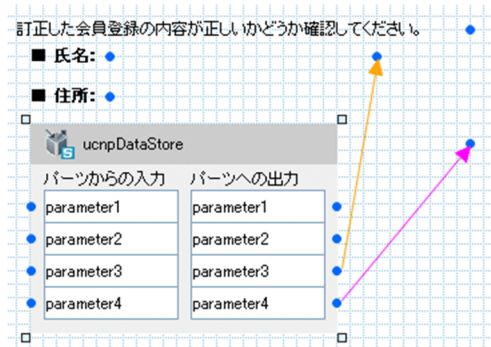 訂正した会員登録の内容が正しいかどうか確認してください。
■ 氏名:
■ 住所:
ucnpDataStore
パーツからの入力 パーツへの出力
parameter1 parameter1
parameter2 parameter2
parameter3 parameter3
parameter4 parameter4